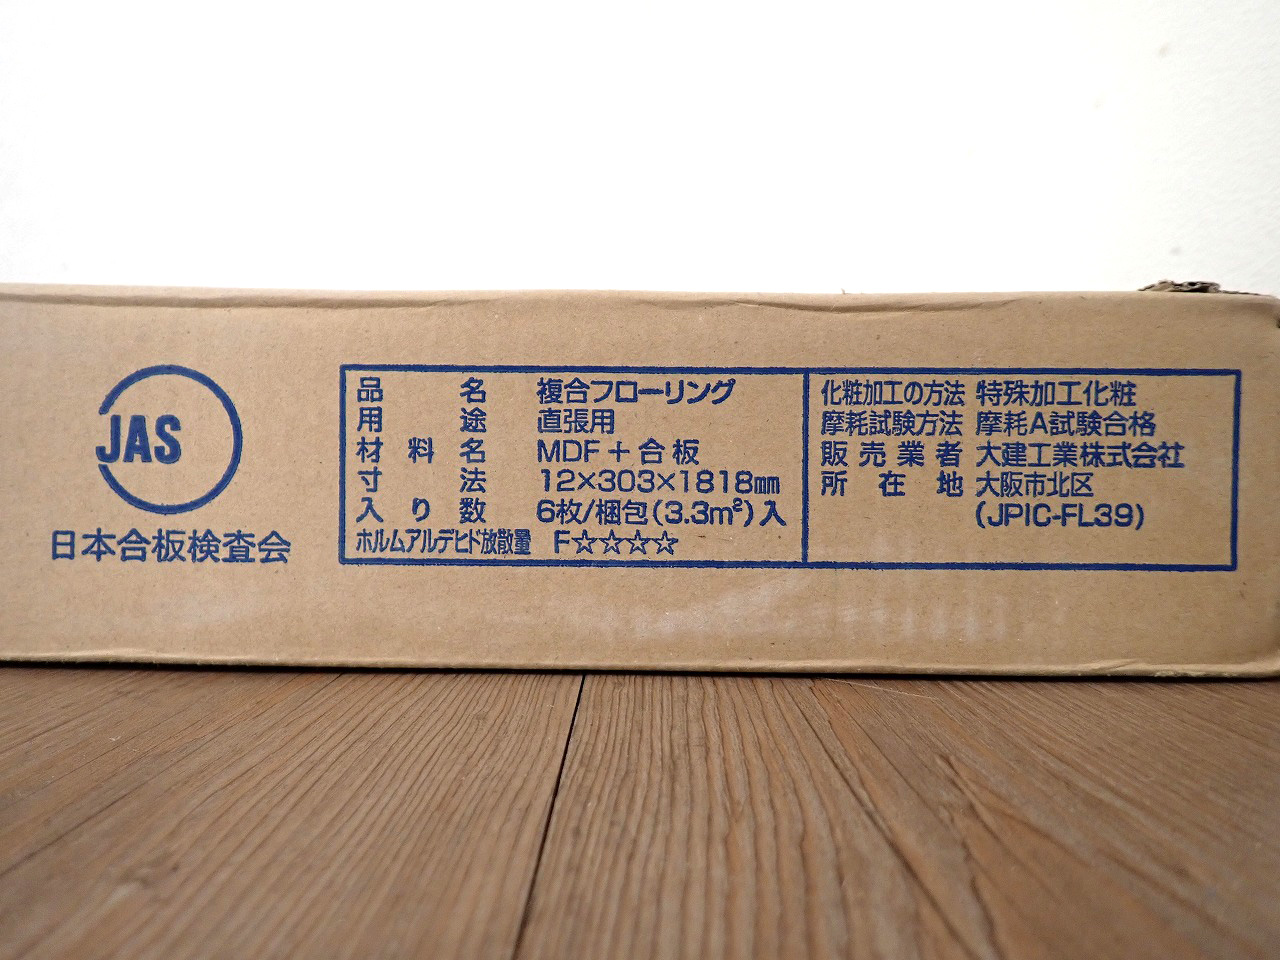 JAS
日本合板検査会
品名 複合フローリング
用途 直張用
材料名 MDF+合板
寸法 12×303×1818㎜
入り数 6枚/梱包(3.3m²)入
ホルムアルデヒド放散量 F☆☆☆☆
化粧加工の方法 特殊加工化粧
摩耗試験方法 摩耗A試験合格
販売業者 大建工業株式会社
所在地 大阪市北区
(JPIC-FL39)